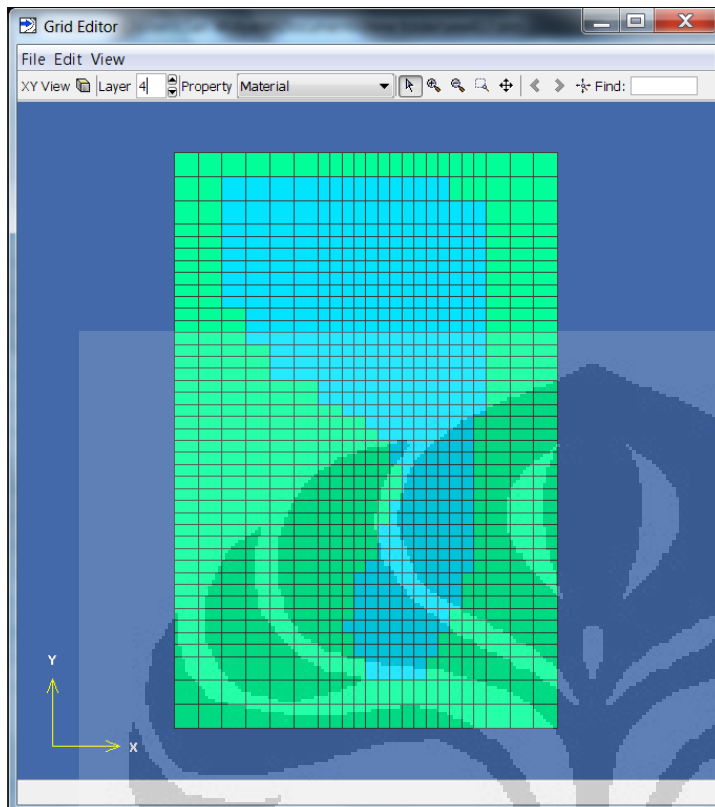 Grid Editor
File Edit View
XY View Layer 4 Property Material Find:
Y
X